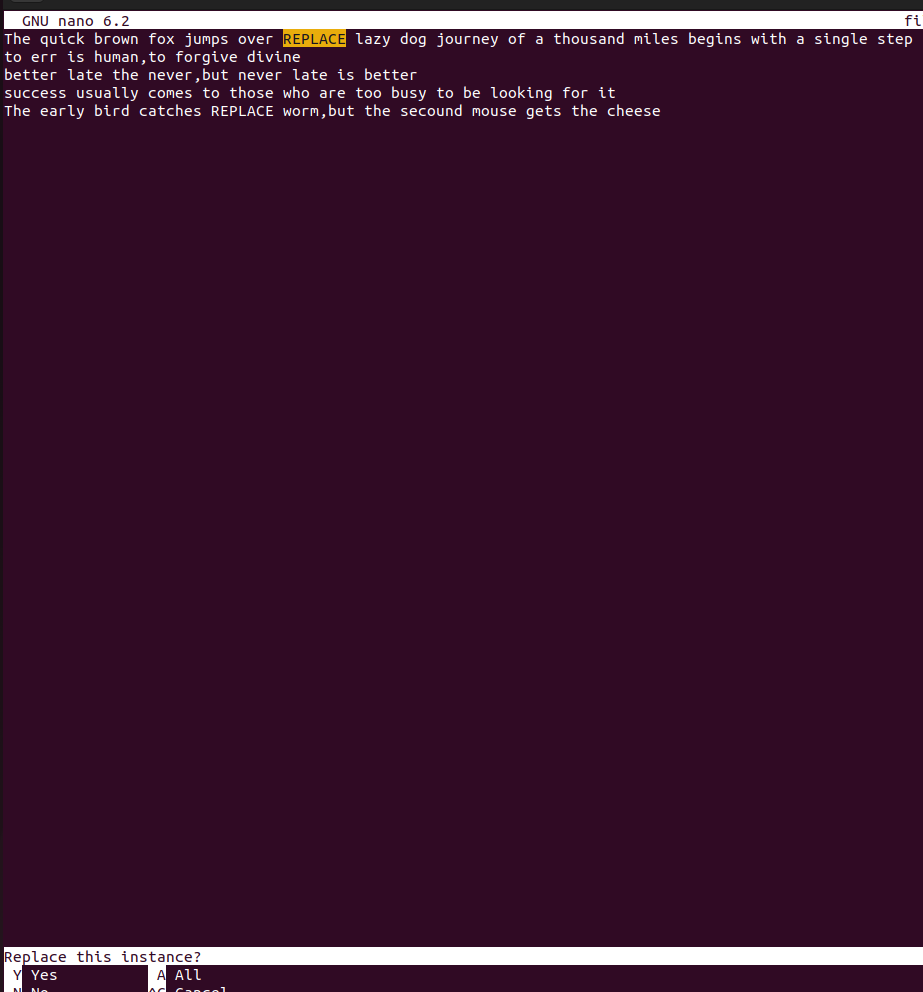 GNU nano 6.2 fi
The quick brown fox jumps over REPLACE lazy dog journey of a thousand miles begins with a single step
to err is human,to forgive divine
better late the never,but never late is better
success usually comes to those who are too busy to be looking for it
The early bird catches REPLACE worm,but the secound mouse gets the cheese
Replace this instance?
Y Yes A All
N No ^C Cancel